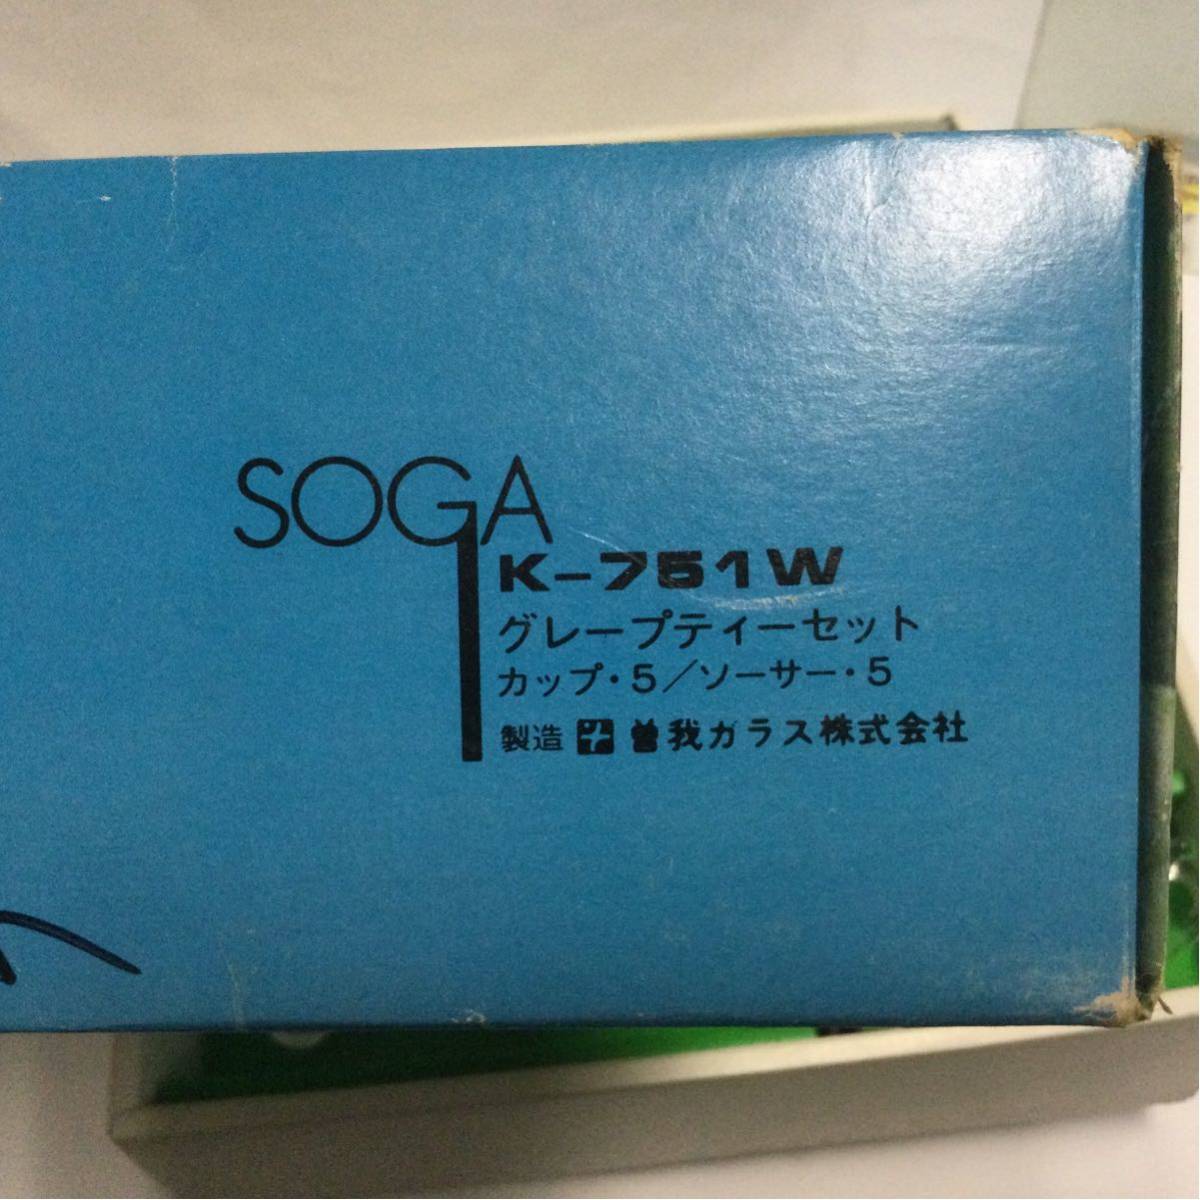 SOGA
K-751W
グレープティーセット
カップ・5/ソーサー・5
製造 曽我ガラス株式会社